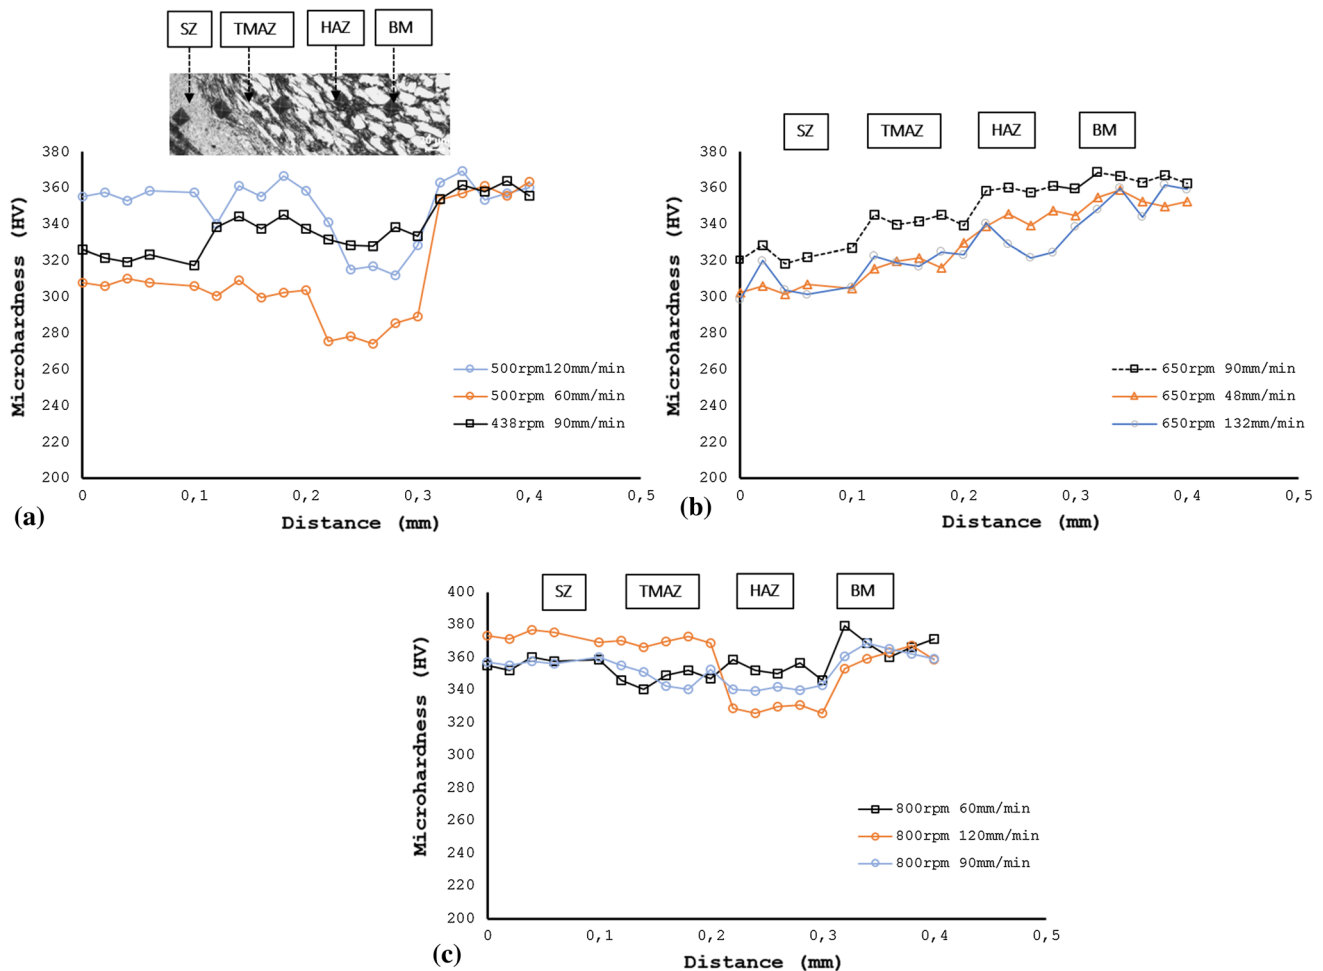 SZ TMAZ HAZ BM
380
360
340
320
300
280
260
240
220
200
Microhardness (HV)
500rpm120mm/min
500rpm 60mm/min
438rpm 90mm/min
0 0,1 0,2 0,3 0,4 0,5
Distance (mm)
(a)
SZ TMAZ HAZ BM
380
360
340
320
300
280
260
240
220
200
Microhardness (HV)
650rpm 90mm/min
650rpm 48mm/min
650rpm 132mm/min
0 0,1 0,2 0,3 0,4 0,5
Distance (mm)
(b)
SZ TMAZ HAZ BM
400
380
360
340
320
300
280
260
240
220
200
Microhardness (HV)
800rpm 60mm/min
800rpm 120mm/min
800rpm 90mm/min
0 0,1 0,2 0,3 0,4 0,5
Distance (mm)
(c)